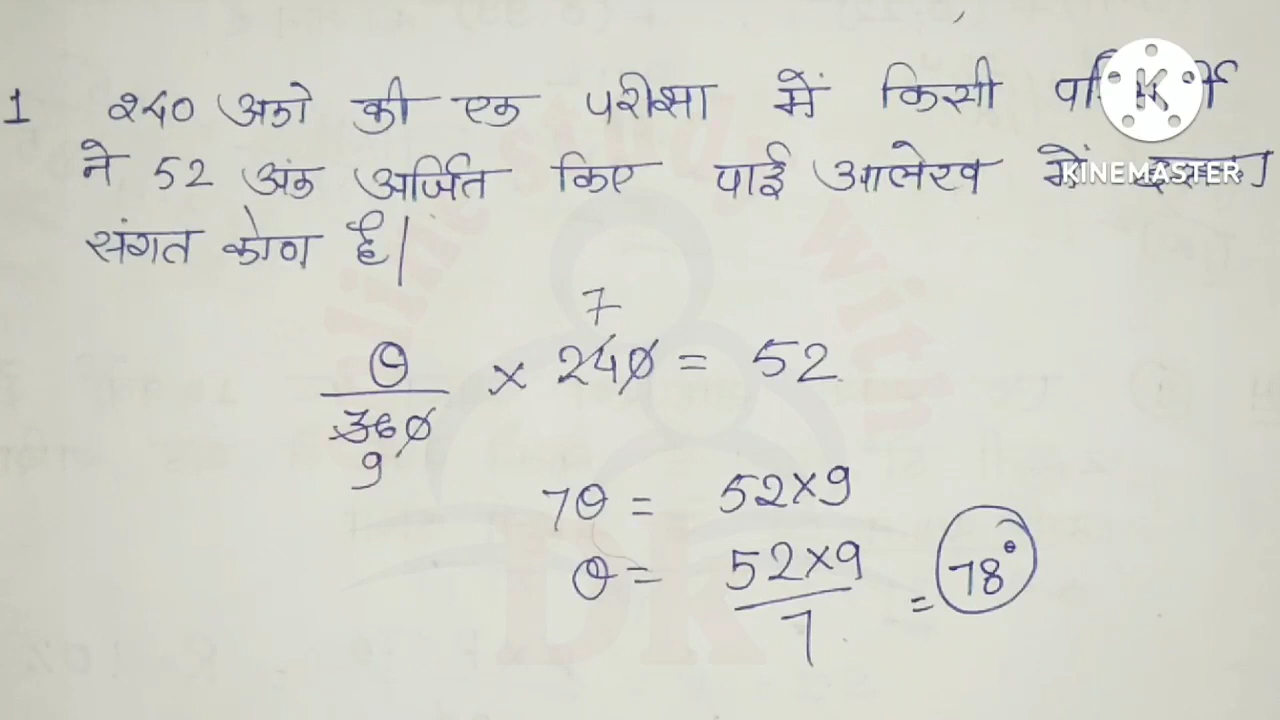 1 240 अंको की एक परीक्षा में किसी
ने 52 अंक अर्जित किए पाई आलेख में
संगत कोण है|
7
θ/360 × 240 = 52
9
7θ = 52×9
θ = 52×9/7 = 78°
K
KINEMASTER